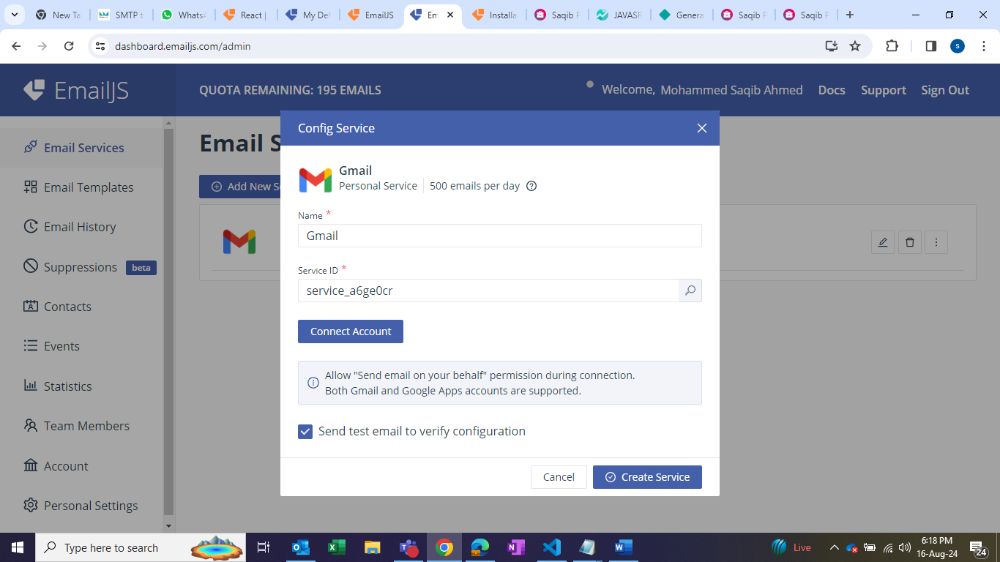 New Ta
SMTP t
WhatsA
React |
My Def
EmailJS
Em
Installa
Saqib P
JAVASR
Genera
Saqib P
Saqib P
dashboard.emailjs.com/admin
S
EmailJS
QUOTA REMAINING: 195 EMAILS
Welcome, Mohammed Saqib Ahmed
Docs
Support
Sign Out
Email Services
Email Templates
Email History
Suppressions beta
Contacts
Events
Statistics
Team Members
Account
Personal Settings
Email S
Add New Se
Config Service
Gmail
Personal Service
500 emails per day
Name *
Gmail
Service ID *
service_a6ge0cr
Connect Account
Allow "Send email on your behalf" permission during connection.
Both Gmail and Google Apps accounts are supported.
Send test email to verify configuration
Cancel
Create Service
Type here to search
Live
6:18 PM
16-Aug-24
24